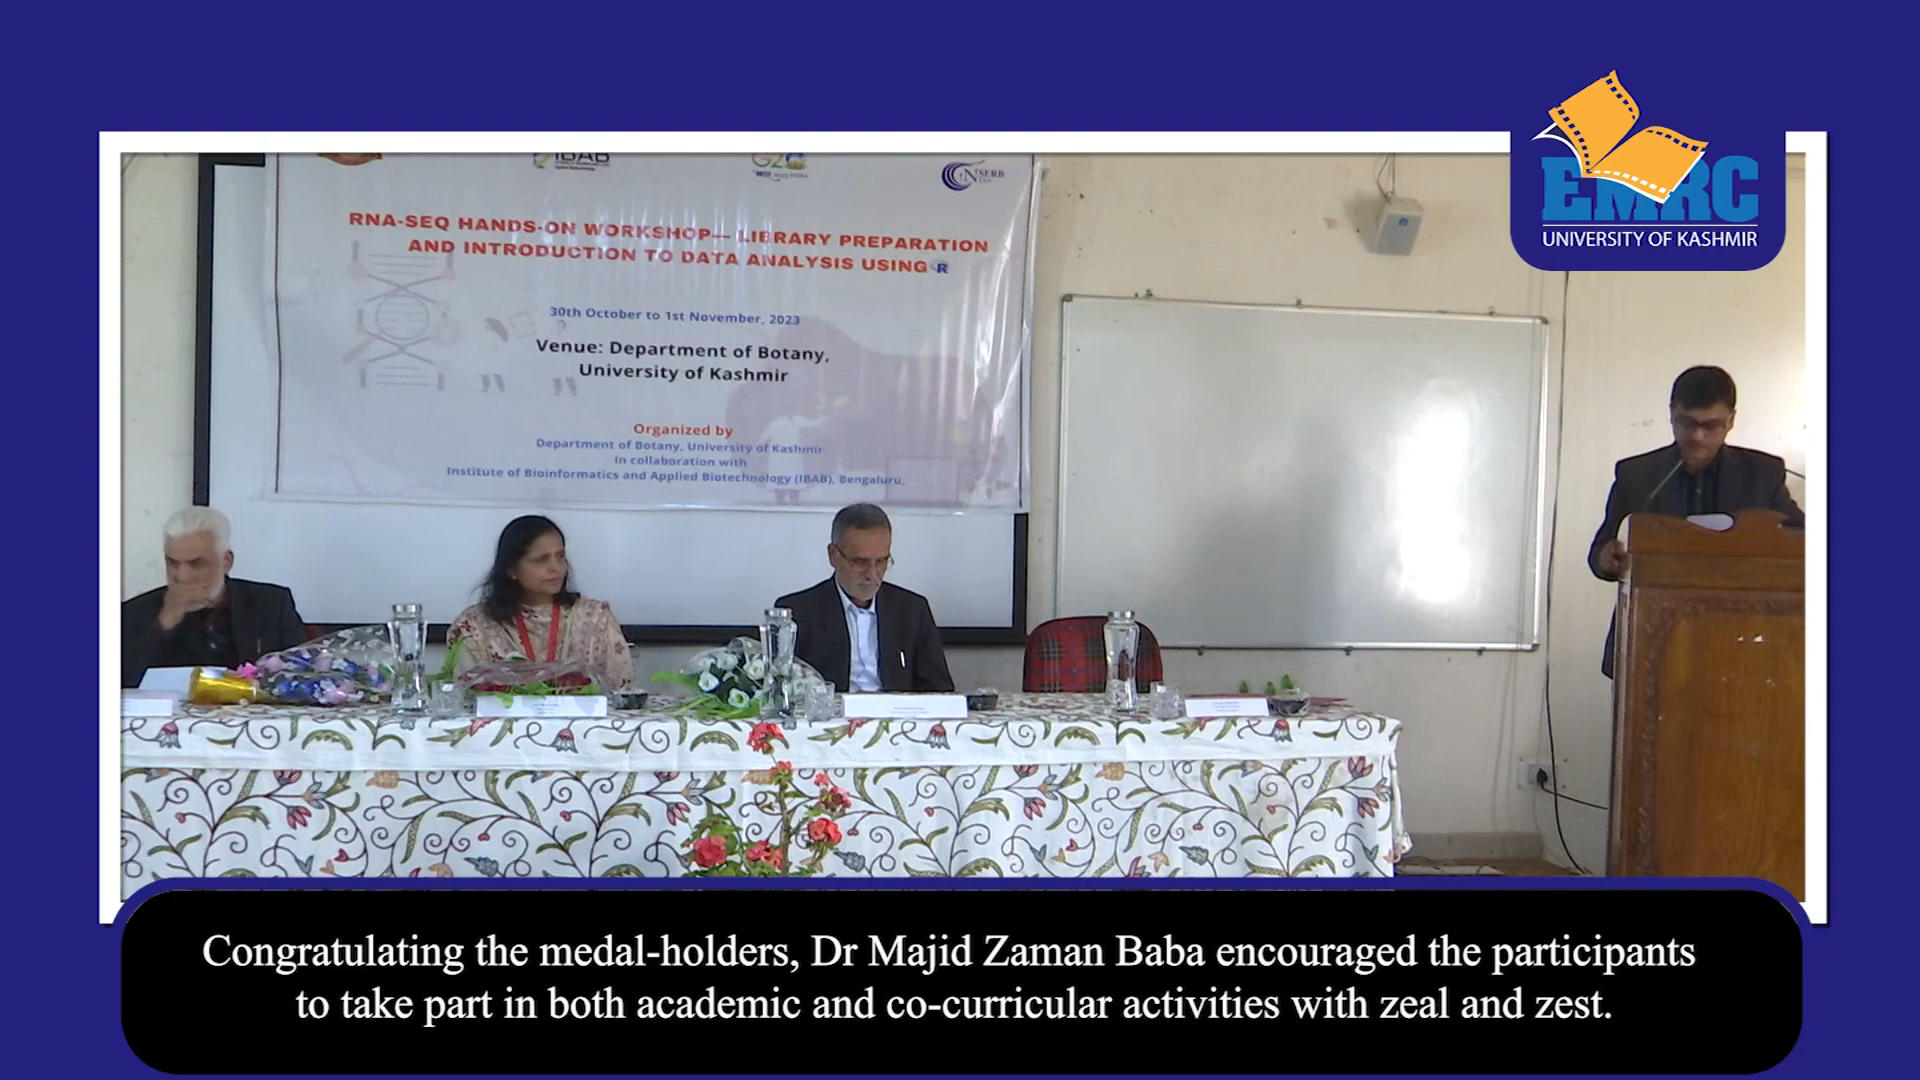 IBAB
G20
SERB
EMRC
UNIVERSITY OF KASHMIR
RNA-SEQ HANDS-ON WORKSHOP— LIBRARY PREPARATION
AND INTRODUCTION TO DATA ANALYSIS USING R
30th October to 1st November, 2023
Venue: Department of Botany,
University of Kashmir
Organized by
Department of Botany, University of Kashmir
in collaboration with
Institute of Bioinformatics and Applied Biotechnology (IBAB), Bengaluru,
Congratulating the medal-holders, Dr Majid Zaman Baba encouraged the participants
to take part in both academic and co-curricular activities with zeal and zest.